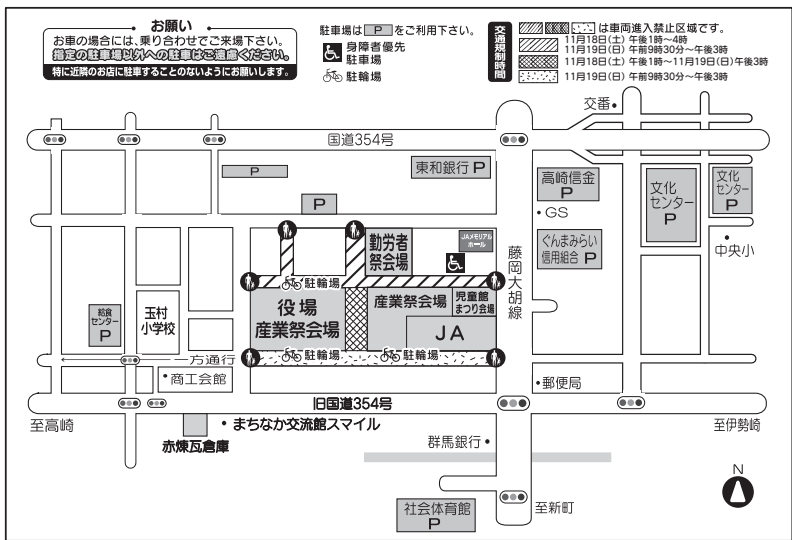 お願い
お車の場合には、乗り合わせでご来場下さい。
指定の駐車場以外への駐車はご遠慮ください。
特に近隣のお店に駐車することのないようにお願いします。
駐車場は P をご利用下さい。
身障者優先
駐車場
駐輪場
交通規制時間
は車両進入禁止区域です。
11月18日(土) 午後1時～4時
11月19日(日) 午前9時30分～午後3時
11月18日(土) 午後1時～11月19日(日)午後3時
11月19日(日) 午前9時30分～午後3時
交番
国道354号
P
東和銀行 P
高崎信金
P
文化
センター
P
文化
センター
P
P
GS
勤労者
祭会場
JAメモリアル
ホール
ぐんまみらい
信用組合 P
藤岡大胡線
中央小
駐輪場
給食
センター
P
玉村
小学校
役場
産業祭会場
産業祭会場
児童館
まつり会場
JA
一方通行
駐輪場
駐輪場
商工会館
郵便局
旧国道354号
至高崎
至伊勢崎
まちなか交流館スマイル
赤煉瓦倉庫
群馬銀行
N
社会体育館
P
至新町